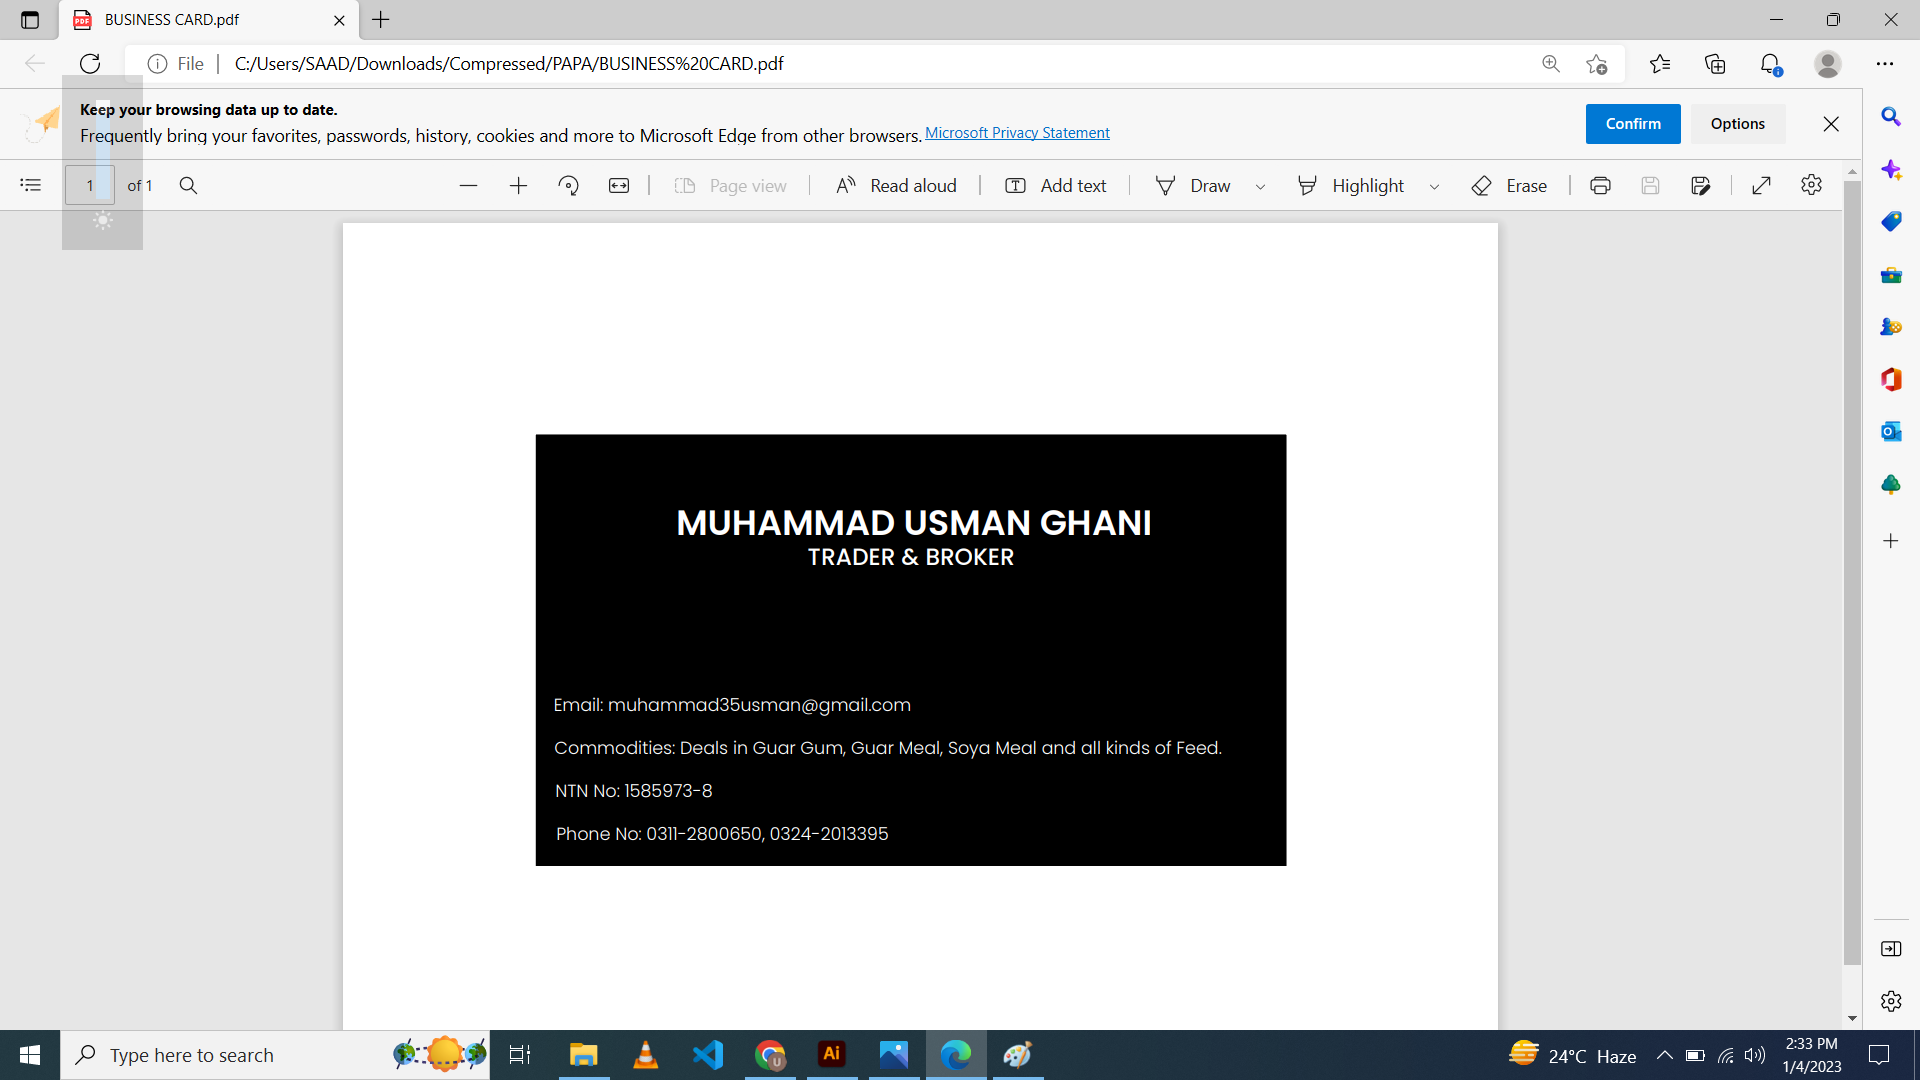 BUSINESS CARD.pdf
File
C:/Users/SAAD/Downloads/Compressed/PAPA/BUSINESS%20CARD.pdf
Keep your browsing data up to date.
Frequently bring your favorites, passwords, history, cookies and more to Microsoft Edge from other browsers. Microsoft Privacy Statement
Confirm
Options
1 of 1
Page view
Read aloud
Add text
Draw
Highlight
Erase
MUHAMMAD USMAN GHANI
TRADER & BROKER
Email: muhammad35usman@gmail.com
Commodities: Deals in Guar Gum, Guar Meal, Soya Meal and all kinds of Feed.
NTN No: 1585973-8
Phone No: 0311-2800650, 0324-2013395
Type here to search
Ai
24°C Haze
2:33 PM
1/4/2023